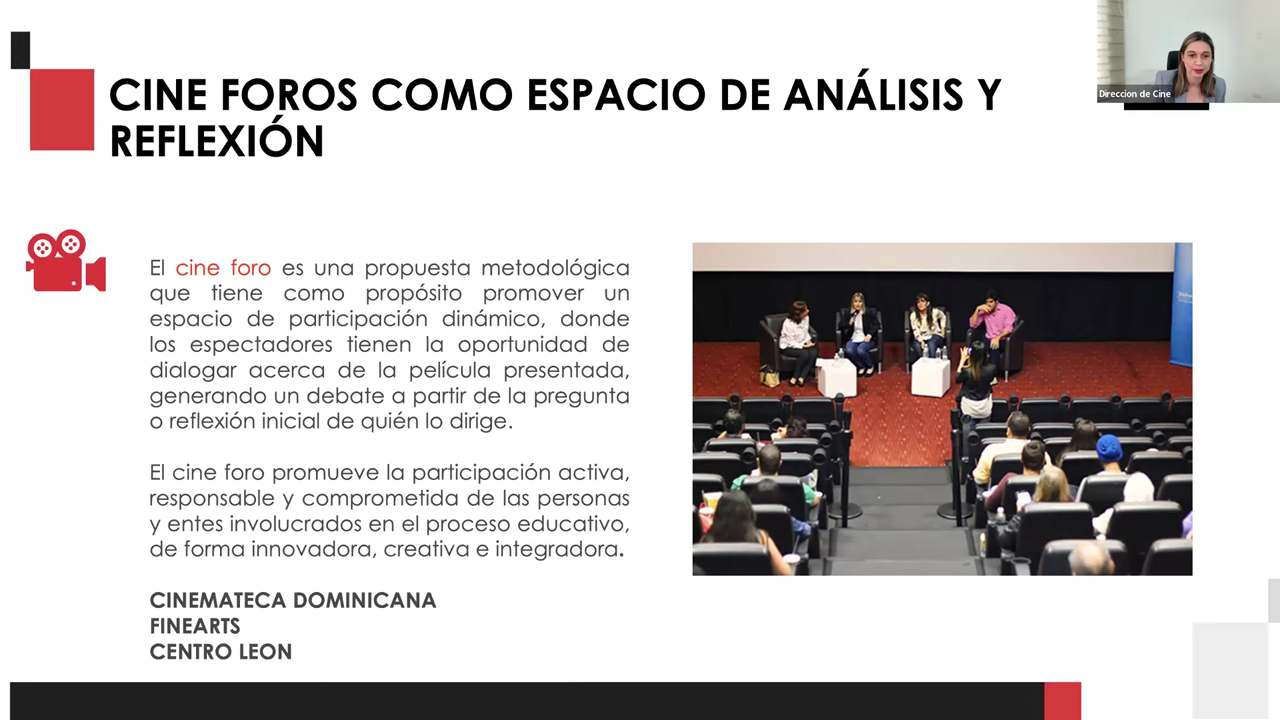 CINE FOROS COMO ESPACIO DE ANÁLISIS Y
REFLEXIÓN
Direccion de Cine
El cine foro es una propuesta metodológica
que tiene como propósito promover un
espacio de participación dinámico, donde
los espectadores tienen la oportunidad de
dialogar acerca de la película presentada,
generando un debate a partir de la pregunta
o reflexión inicial de quién lo dirige.
El cine foro promueve la participación activa,
responsable y comprometida de las personas
y entes involucrados en el proceso educativo,
de forma innovadora, creativa e integradora.
CINEMATECA DOMINICANA
FINEARTS
CENTRO LEON